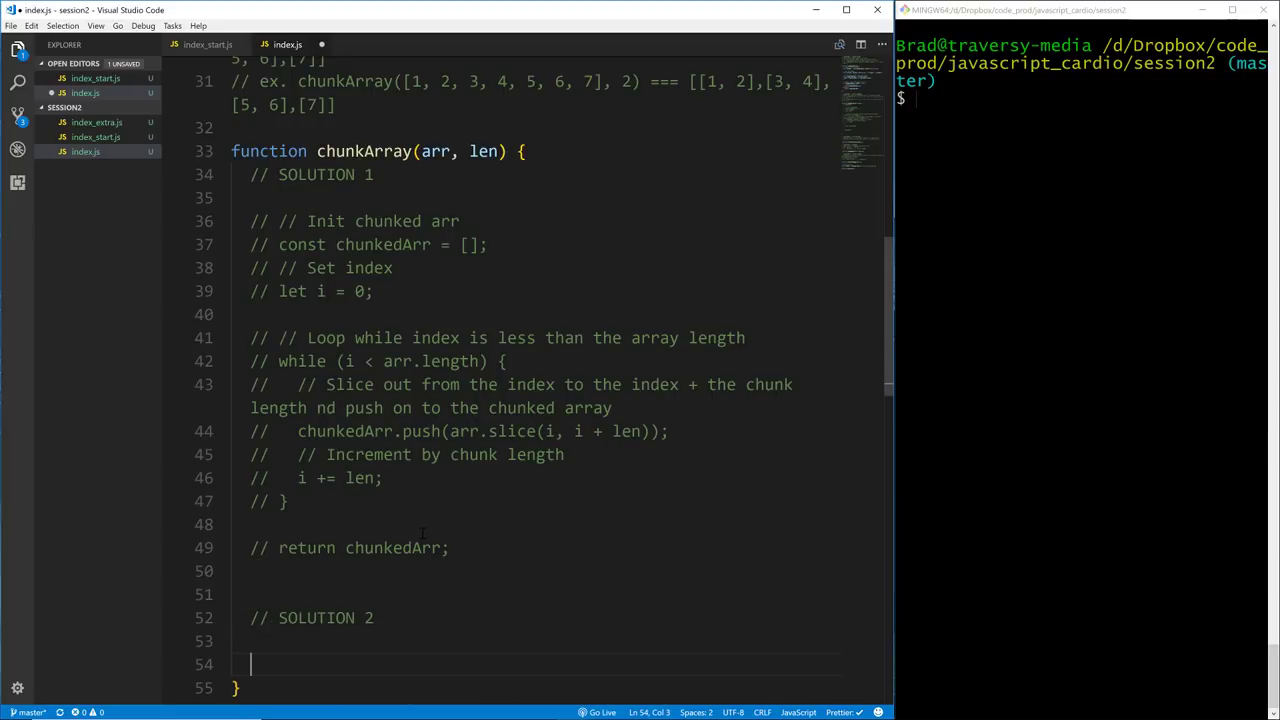 index.js - session2 - Visual Studio Code
File Edit Selection View Go Debug Tasks Help
EXPLORER
OPEN EDITORS 1 UNSAVED
index_start.js U
index.js U
SESSION2
index_extra.js U
index_start.js U
index.js U
1
3
index_start.js
index.js
5, 6],[7]]
31 ex. chunkArray([1, 2, 3, 4, 5, 6, 7], 2) === [[1, 2],[3, 4],
[5, 6],[7]]
32
33 function chunkArray(arr, len) {
34 // SOLUTION 1
35
36 // // Init chunked arr
37 // const chunkedArr = [];
38 // // Set index
39 // let i = 0;
40
41 // // Loop while index is less than the array length
42 // while (i < arr.length) {
43 //   // Slice out from the index to the index + the chunk
length nd push on to the chunked array
44 //   chunkedArr.push(arr.slice(i, i + len));
45 //   // Increment by chunk length
46 //   i += len;
47 // }
48
49 // return chunkedArr;
50
51
52 // SOLUTION 2
53
54
55 }
master* 0 0 Go Live Ln 54, Col 3 Spaces: 2 UTF-8 CRLF JavaScript Prettier: ✓
MINGW64:/d/Dropbox/code_prod/javascript_cardio/session2
Brad@traversy-media /d/Dropbox/code_
prod/javascript_cardio/session2 (mas
ter)
$